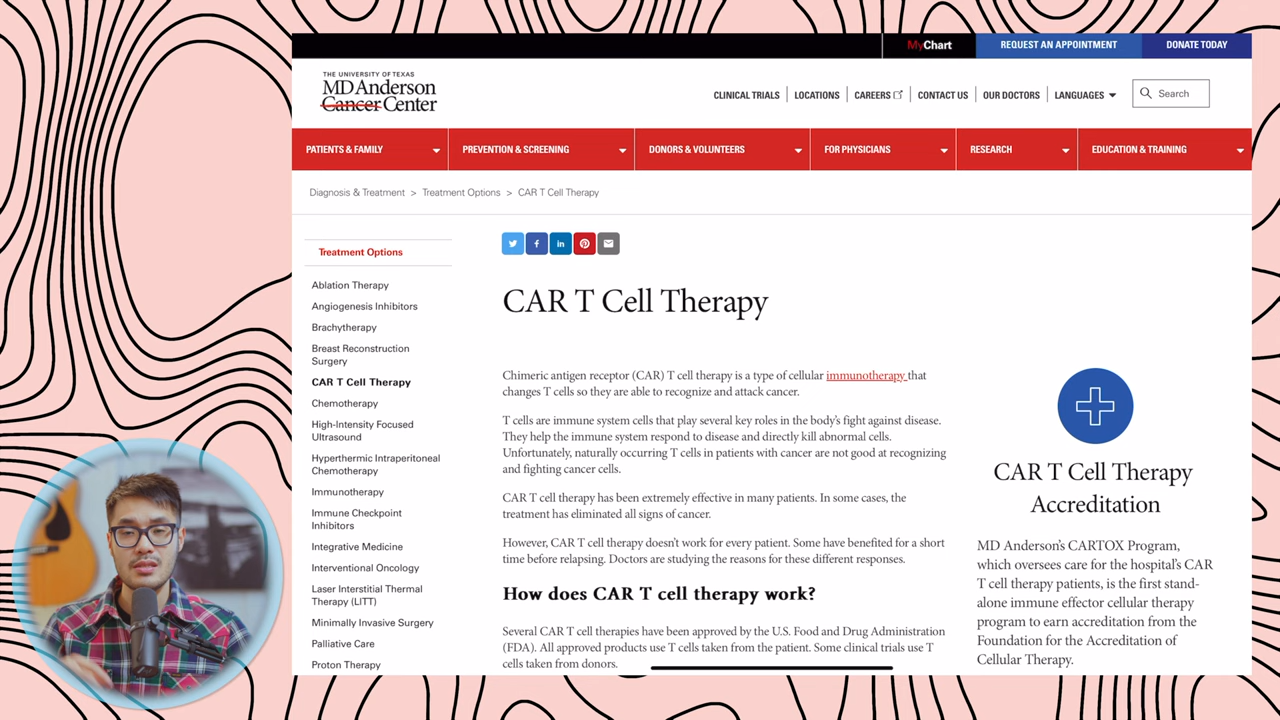 MyChart
REQUEST AN APPOINTMENT
DONATE TODAY
THE UNIVERSITY OF TEXAS
MD Anderson
Cancer Center
CLINICAL TRIALS
LOCATIONS
CAREERS
CONTACT US
OUR DOCTORS
LANGUAGES
Search
PATIENTS & FAMILY
PREVENTION & SCREENING
DONORS & VOLUNTEERS
FOR PHYSICIANS
RESEARCH
EDUCATION & TRAINING
Diagnosis & Treatment > Treatment Options > CAR T Cell Therapy
Treatment Options
Ablation Therapy
Angiogenesis Inhibitors
Brachytherapy
Breast Reconstruction
Surgery
CAR T Cell Therapy
Chemotherapy
High-Intensity Focused
Ultrasound
Hyperthermic Intraperitoneal
Chemotherapy
Immunotherapy
Immune Checkpoint
Inhibitors
Integrative Medicine
Interventional Oncology
Laser Interstitial Thermal
Therapy (LITT)
Minimally Invasive Surgery
Palliative Care
Proton Therapy
CAR T Cell Therapy
Chimeric antigen receptor (CAR) T cell therapy is a type of cellular immunotherapy that
changes T cells so they are able to recognize and attack cancer.
T cells are immune system cells that play several key roles in the body's fight against disease.
They help the immune system respond to disease and directly kill abnormal cells.
Unfortunately, naturally occurring T cells in patients with cancer are not good at recognizing
and fighting cancer cells.
CAR T cell therapy has been extremely effective in many patients. In some cases, the
treatment has eliminated all signs of cancer.
However, CAR T cell therapy doesn't work for every patient. Some have benefited for a short
time before relapsing. Doctors are studying the reasons for these different responses.
How does CAR T cell therapy work?
Several CAR T cell therapies have been approved by the U.S. Food and Drug Administration
(FDA). All approved products use T cells taken from the patient. Some clinical trials use T
cells taken from donors.
CAR T Cell Therapy
Accreditation
MD Anderson's CARTOX Program,
which oversees care for the hospital's CAR
T cell therapy patients, is the first stand-
alone immune effector cellular therapy
program to earn accreditation from the
Foundation for the Accreditation of
Cellular Therapy.